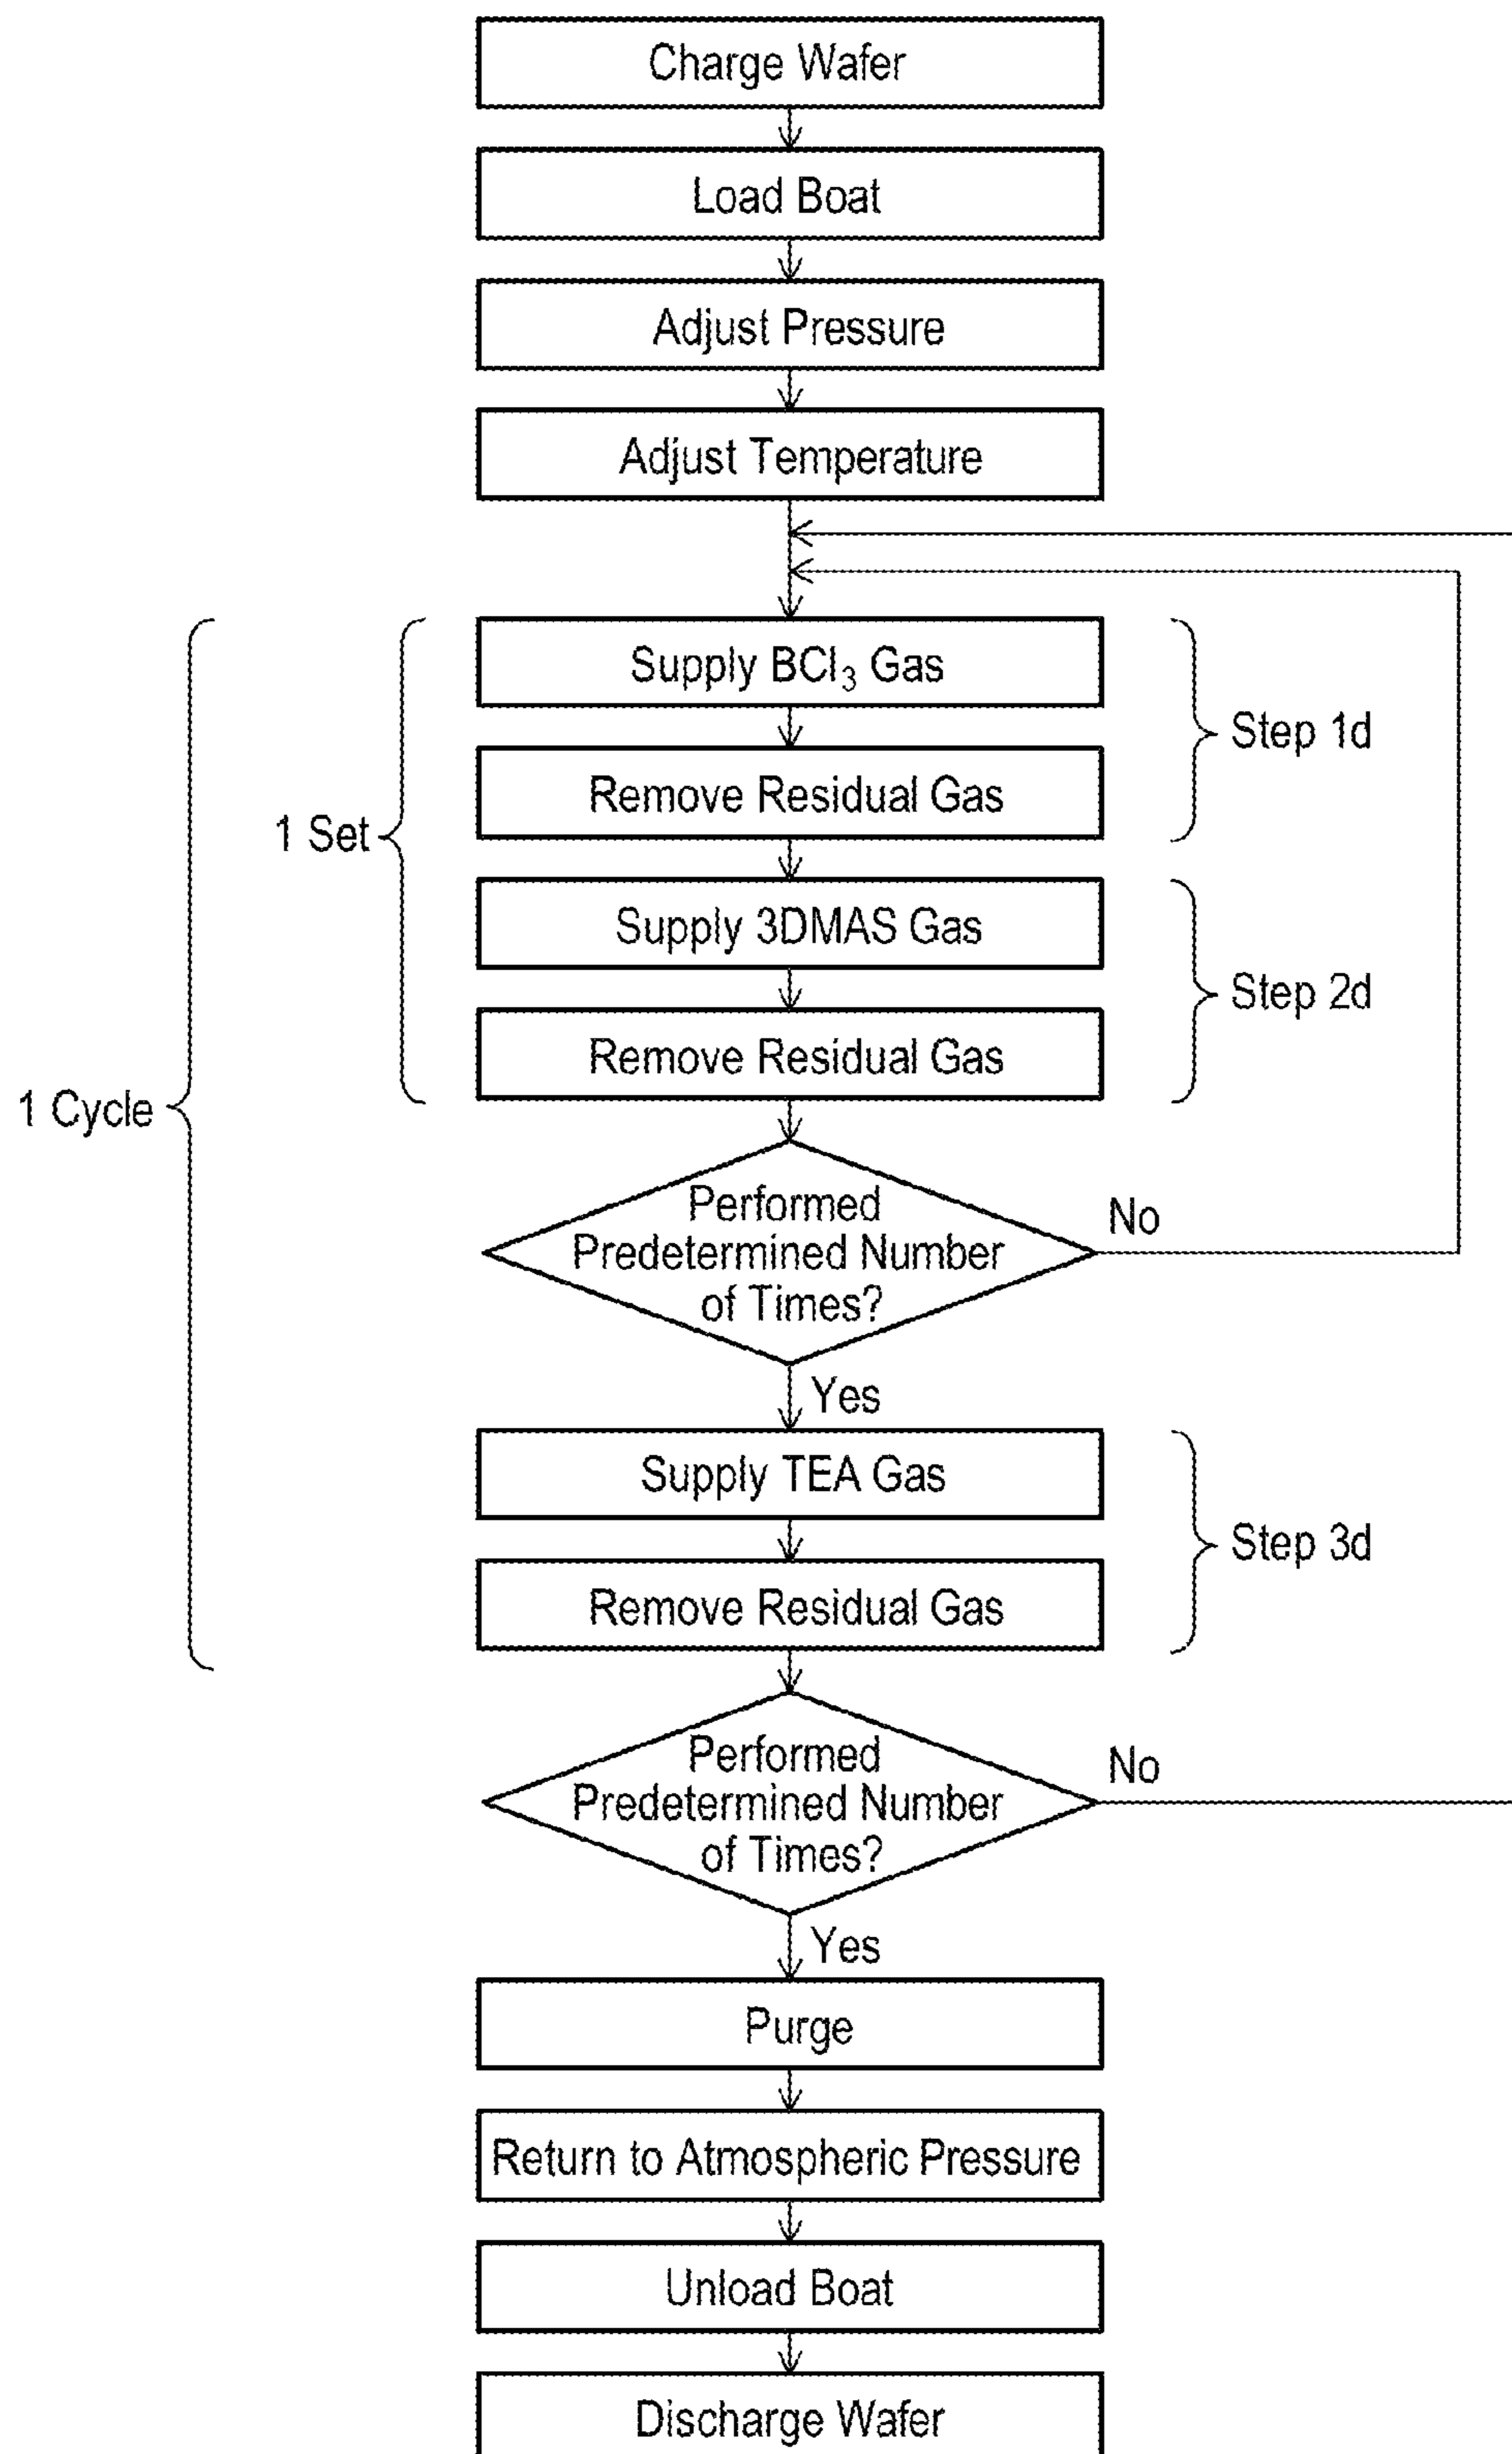 Charge Wafer
Load Boat
Adjust Pressure
Adjust Temperature
Supply BCl₃ Gas
Step 1d
Remove Residual Gas
1 Set
Supply 3DMAS Gas
Step 2d
Remove Residual Gas
1 Cycle
Performed
Predetermined Number
of Times?
No
Yes
Supply TEA Gas
Step 3d
Remove Residual Gas
Performed
Predetermined Number
of Times?
No
Yes
Purge
Return to Atmospheric Pressure
Unload Boat
Discharge Wafer